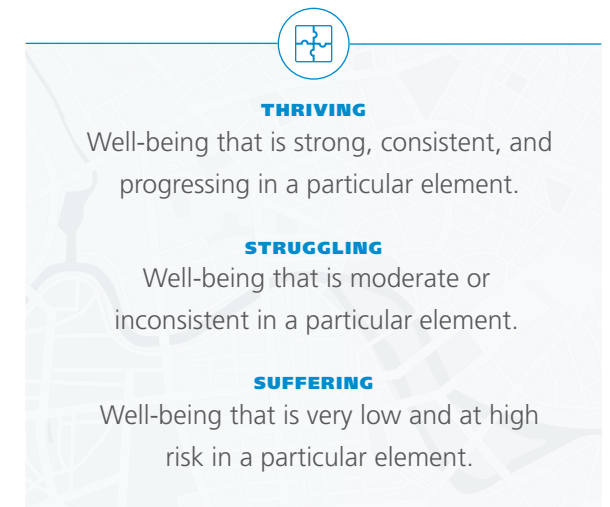 THRIVING
Well-being that is strong, consistent, and
progressing in a particular element.
STRUGGLING
Well-being that is moderate or
inconsistent in a particular element.
SUFFERING
Well-being that is very low and at high
risk in a particular element.